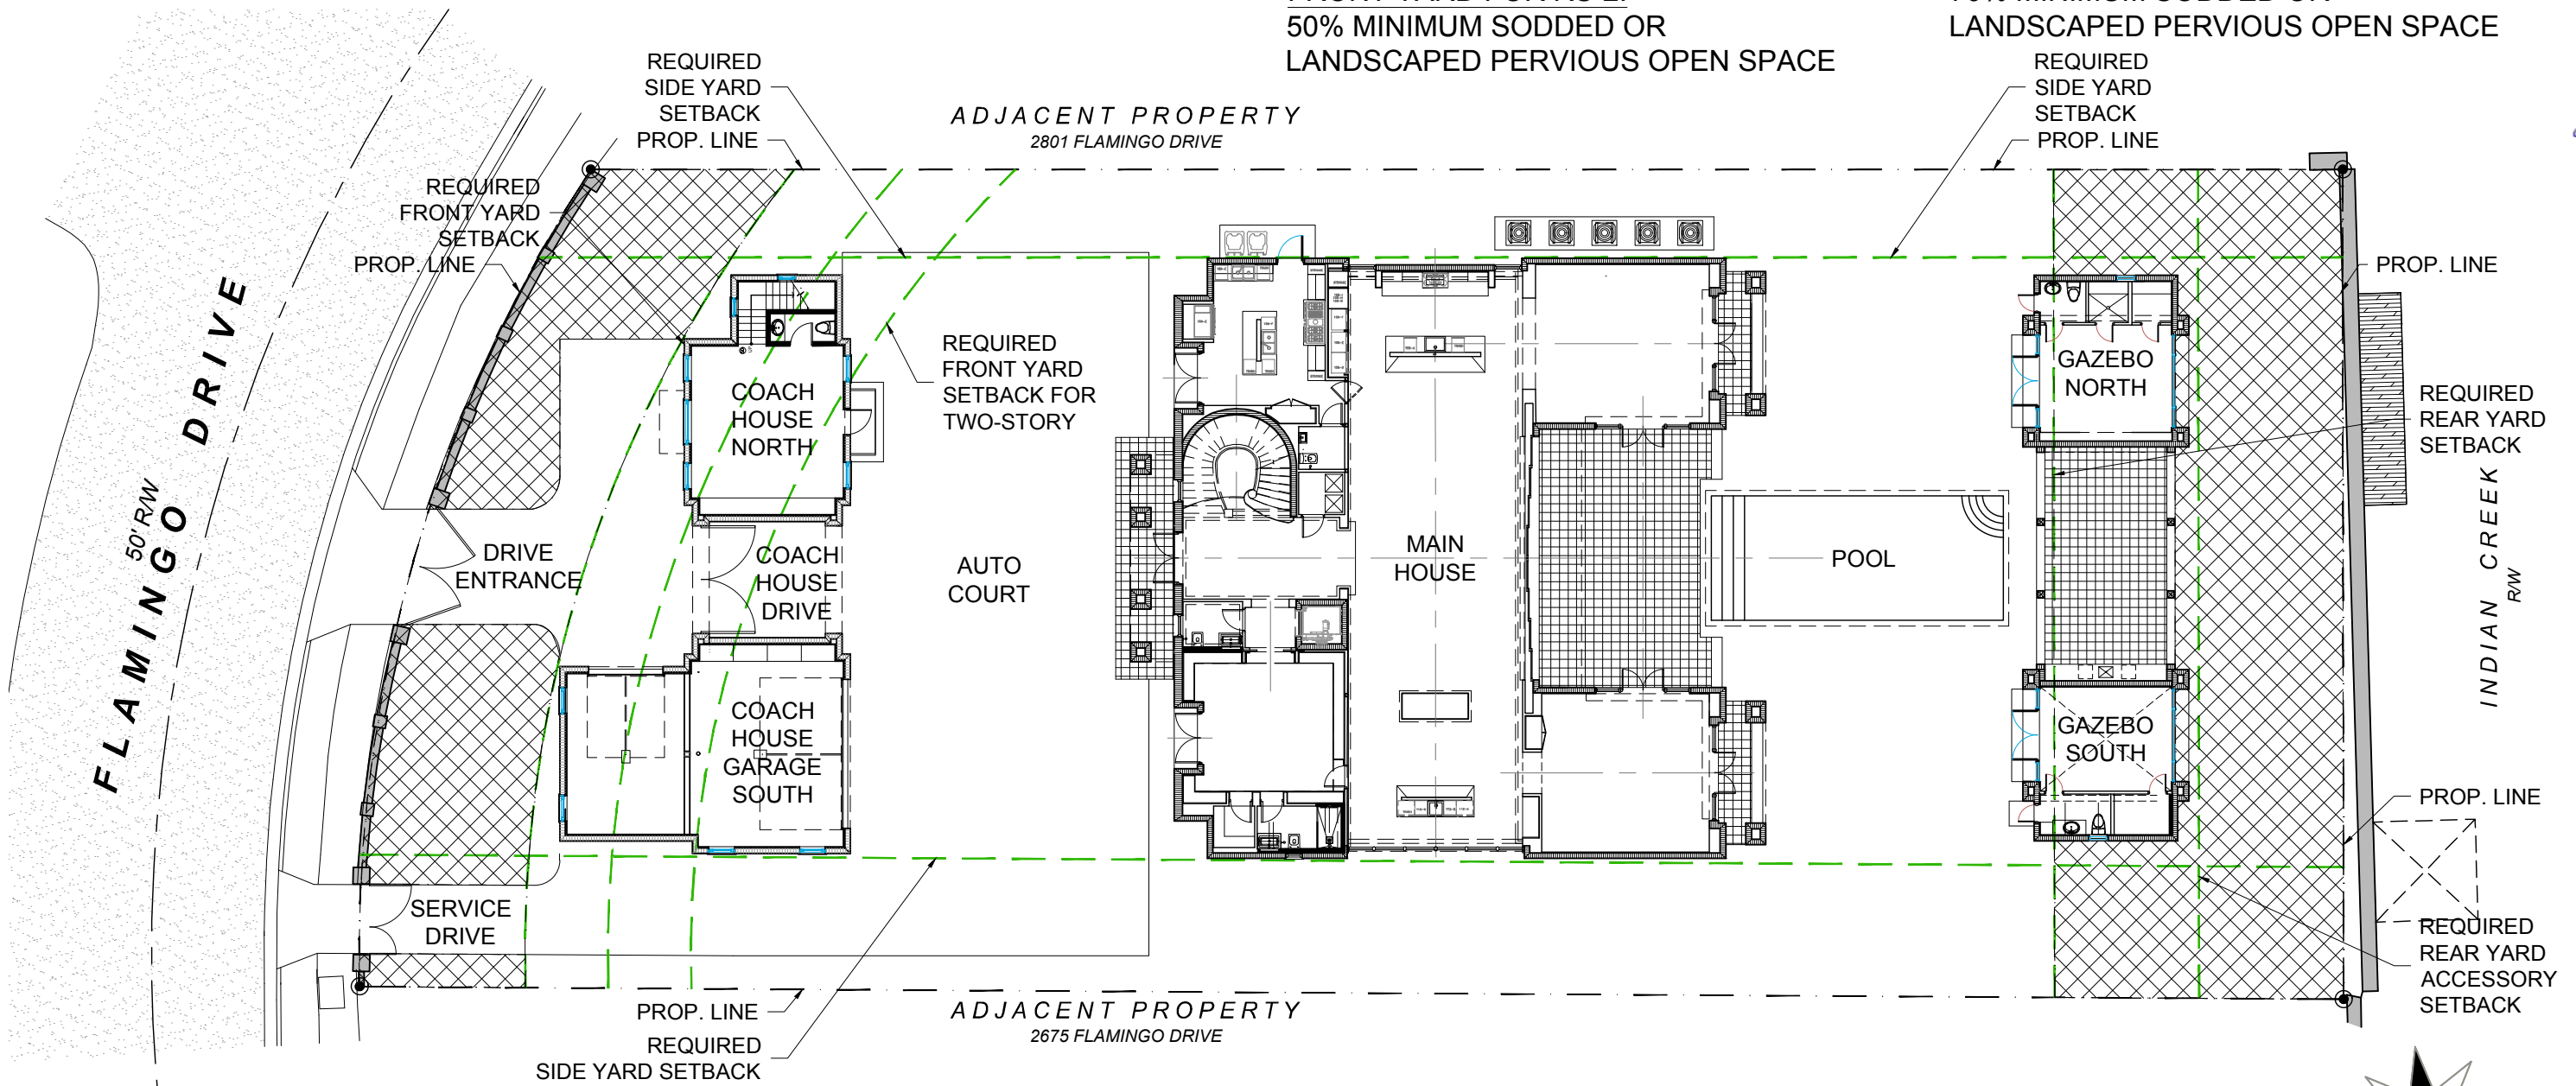 50% MINIMUM SODDED OR
LANDSCAPED PERVIOUS OPEN SPACE
LANDSCAPED PERVIOUS OPEN SPACE
REQUIRED
SIDE YARD
SETBACK
PROP. LINE
ADJACENT PROPERTY
2801 FLAMINGO DRIVE
REQUIRED
SIDE YARD
SETBACK
PROP. LINE
REQUIRED
FRONT YARD
SETBACK
PROP. LINE
PROP. LINE
FLAMINGO DRIVE
50' R/W
REQUIRED
FRONT YARD
SETBACK FOR
TWO-STORY
COACH
HOUSE
NORTH
GAZEBO
NORTH
REQUIRED
REAR YARD
SETBACK
DRIVE
ENTRANCE
COACH
HOUSE
DRIVE
AUTO
COURT
MAIN
HOUSE
POOL
INDIAN CREEK
R/W
COACH
HOUSE
GARAGE
SOUTH
GAZEBO
SOUTH
PROP. LINE
SERVICE
DRIVE
REQUIRED
REAR YARD
ACCESSORY
SETBACK
PROP. LINE
ADJACENT PROPERTY
2675 FLAMINGO DRIVE
REQUIRED
SIDE YARD SETBACK